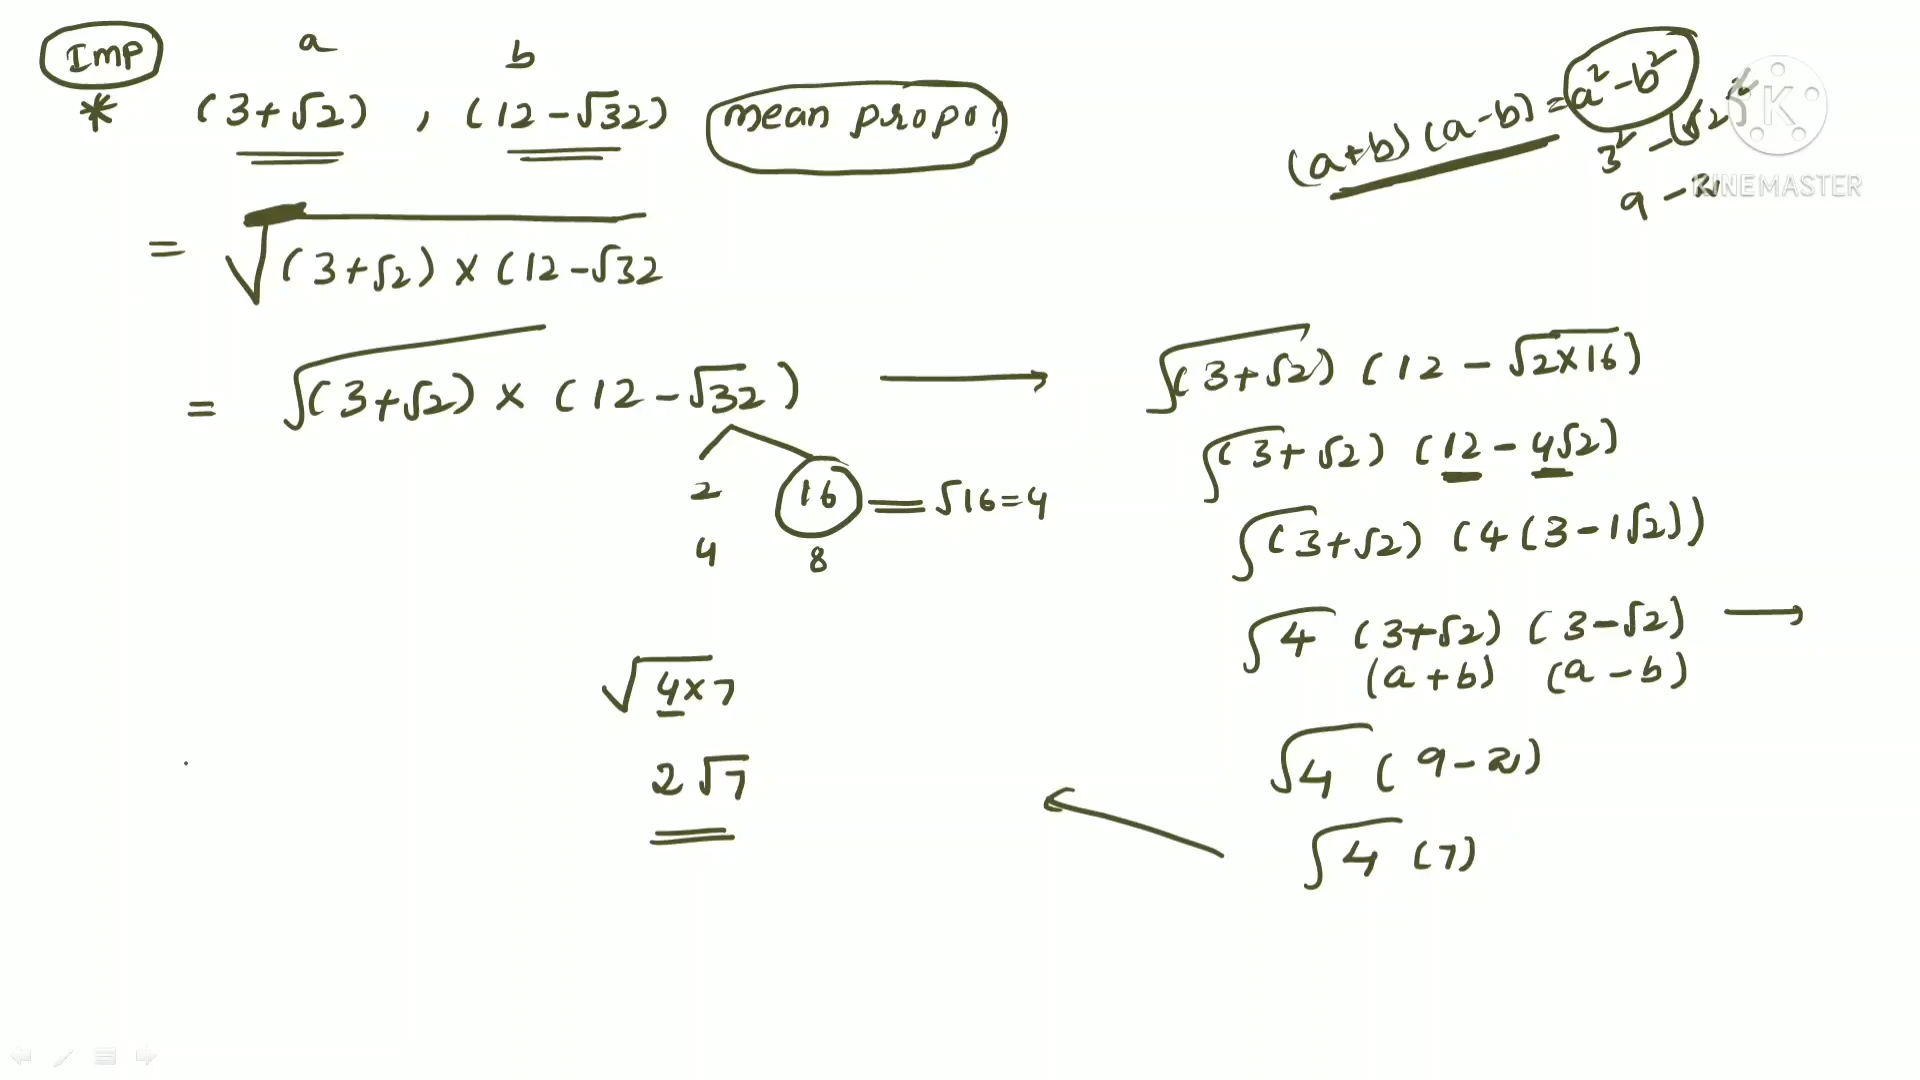 Imp
a b
* (3+√2) , (12-√32) mean propo
(a+b)(a-b) = a²-b²
3² - (√2)²
9 - 2
KINEMASTER
= √(3+√2) × (12-√32
= √(3+√2) × (12-√32)
2 16 = √16=4
4 8
√(3+√2) (12 - √2×16)
√(3+√2) (12 - 4√2)
√(3+√2) (4(3-1√2))
√4 (3+√2) (3-√2)
(a+b) (a-b)
√4 (9-2)
√4 (7)
√4×7
2√7